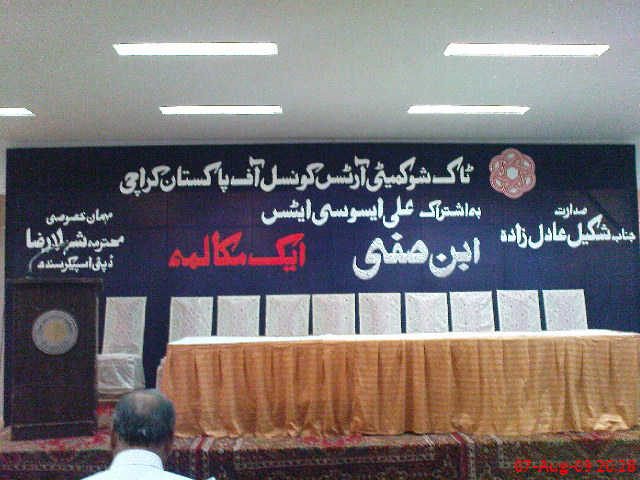 ٹاک شو کمیٹی آرٹس کونسل آف پاکستان کراچی
بہ اشتراک علی ایسوسی ایٹس
صدارت
جناب شکیل عادل زادہ
ابن صفی
ایک مکالمہ
مہمان خصوصی
محترمہ شہلا رضا
ڈپٹی اسپیکر سندھ
07-Aug-09 20:18